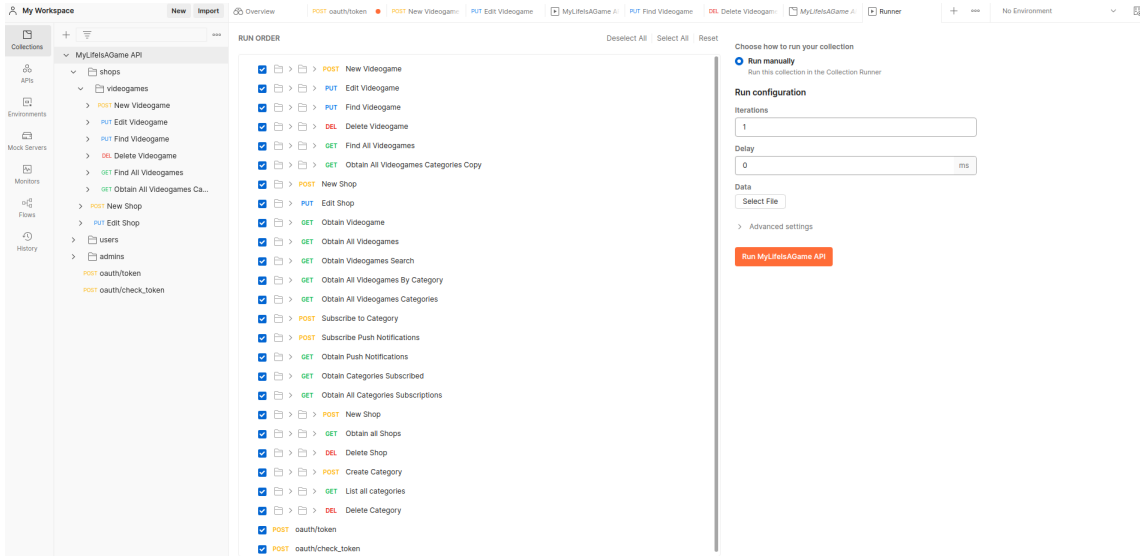 My Workspace
New
Import
Overview
POST oauth/token
POST New Videogame
PUT Edit Videogame
MyLifeIsAGame A
PUT Find Videogame
DEL Delete Videogam
MyLifeIsAGame A
Runner
No Environment
Collections
APIs
Environments
Mock Servers
Monitors
Flows
History
MyLifeIsAGame API
shops
videogames
POST New Videogame
PUT Edit Videogame
PUT Find Videogame
DEL Delete Videogame
GET Find All Videogames
GET Obtain All Videogames Ca...
POST New Shop
PUT Edit Shop
users
admins
POST oauth/token
POST oauth/check_token
RUN ORDER
Deselect All
Select All
Reset
POST New Videogame
PUT Edit Videogame
PUT Find Videogame
DEL Delete Videogame
GET Find All Videogames
GET Obtain All Videogames Categories Copy
POST New Shop
PUT Edit Shop
GET Obtain Videogame
GET Obtain All Videogames
GET Obtain Videogames Search
GET Obtain All Videogames By Category
GET Obtain All Videogames Categories
POST Subscribe to Category
POST Subscribe Push Notifications
GET Obtain Push Notifications
GET Obtain Categories Subscribed
GET Obtain All Categories Subscriptions
POST New Shop
GET Obtain all Shops
DEL Delete Shop
POST Create Category
GET List all categories
DEL Delete Category
POST oauth/token
POST oauth/check_token
Choose how to run your collection
Run manually
Run this collection in the Collection Runner
Run configuration
Iterations
1
Delay
0
ms
Data
Select File
Advanced settings
Run MyLifeIsAGame API